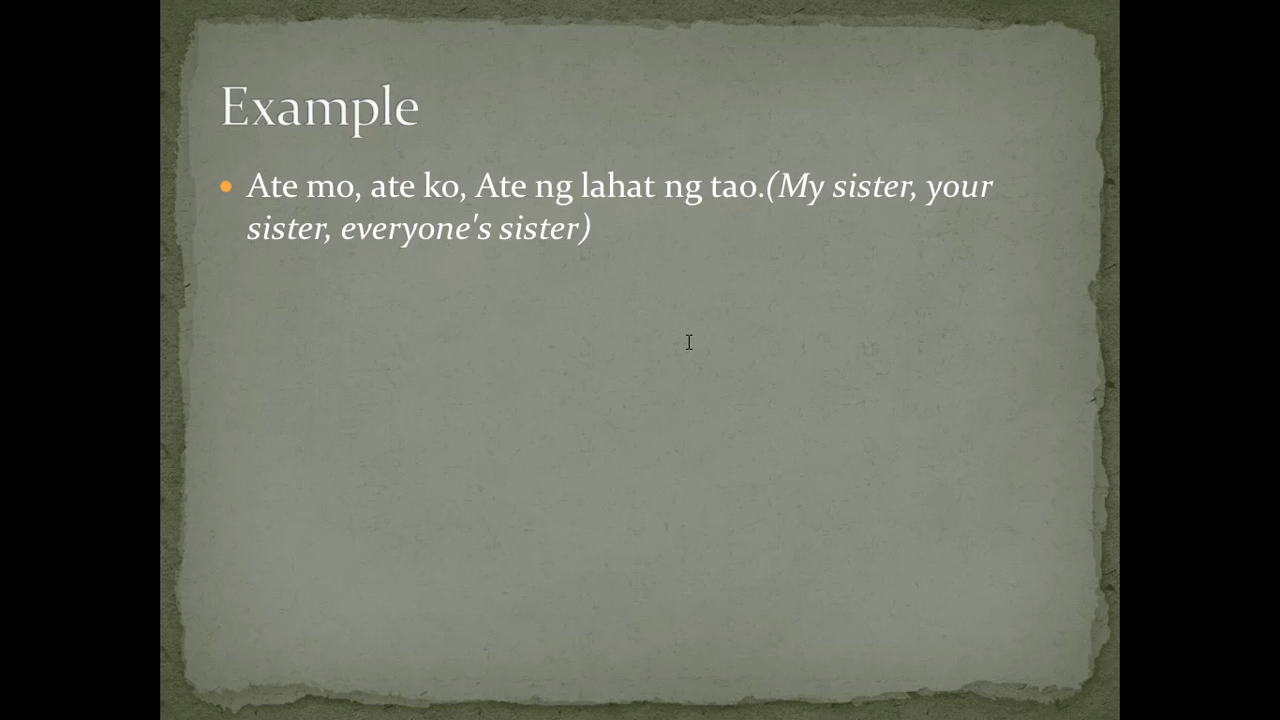 Example
Ate mo, ate ko, Ate ng lahat ng tao.(My sister, your
sister, everyone's sister)